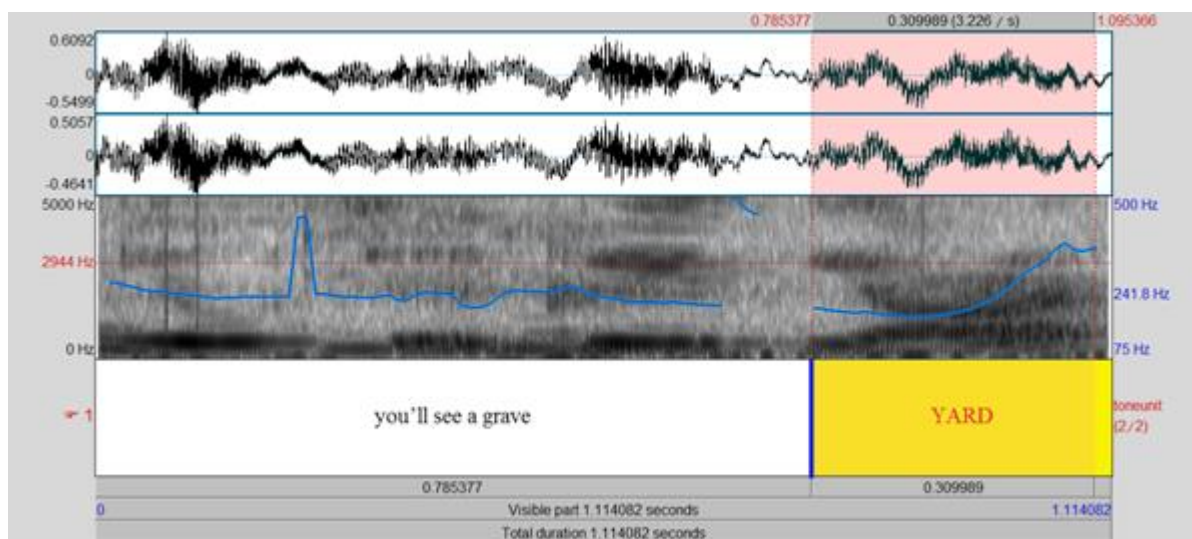 0.785377 0.309989 (3.226 / s) 1.095366
0.6092
0
-0.5499
0.5057
0
-0.4641
5000 Hz 500 Hz
2944 Hz
241.8 Hz
0 Hz 75 Hz
1 you'll see a grave YARD toneunit
(2/2)
0.785377 0.309989
0 Visible part 1.114082 seconds 1.114082
Total duration 1.114082 seconds